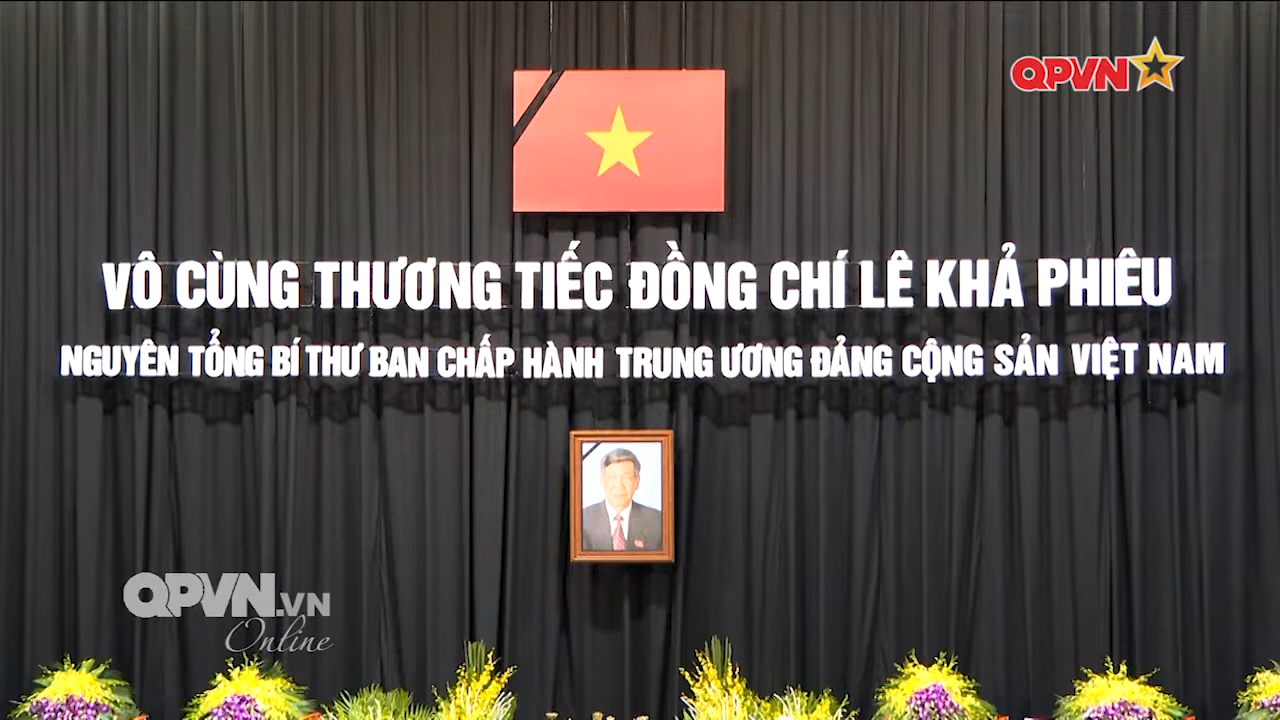 QPVN
VÔ CÙNG THƯƠNG TIẾC ĐỒNG CHÍ LÊ KHẢ PHIÊU
NGUYÊN TỔNG BÍ THƯ BAN CHẤP HÀNH TRUNG ƯƠNG ĐẢNG CỘNG SẢN VIỆT NAM
QPVN.VN
Online